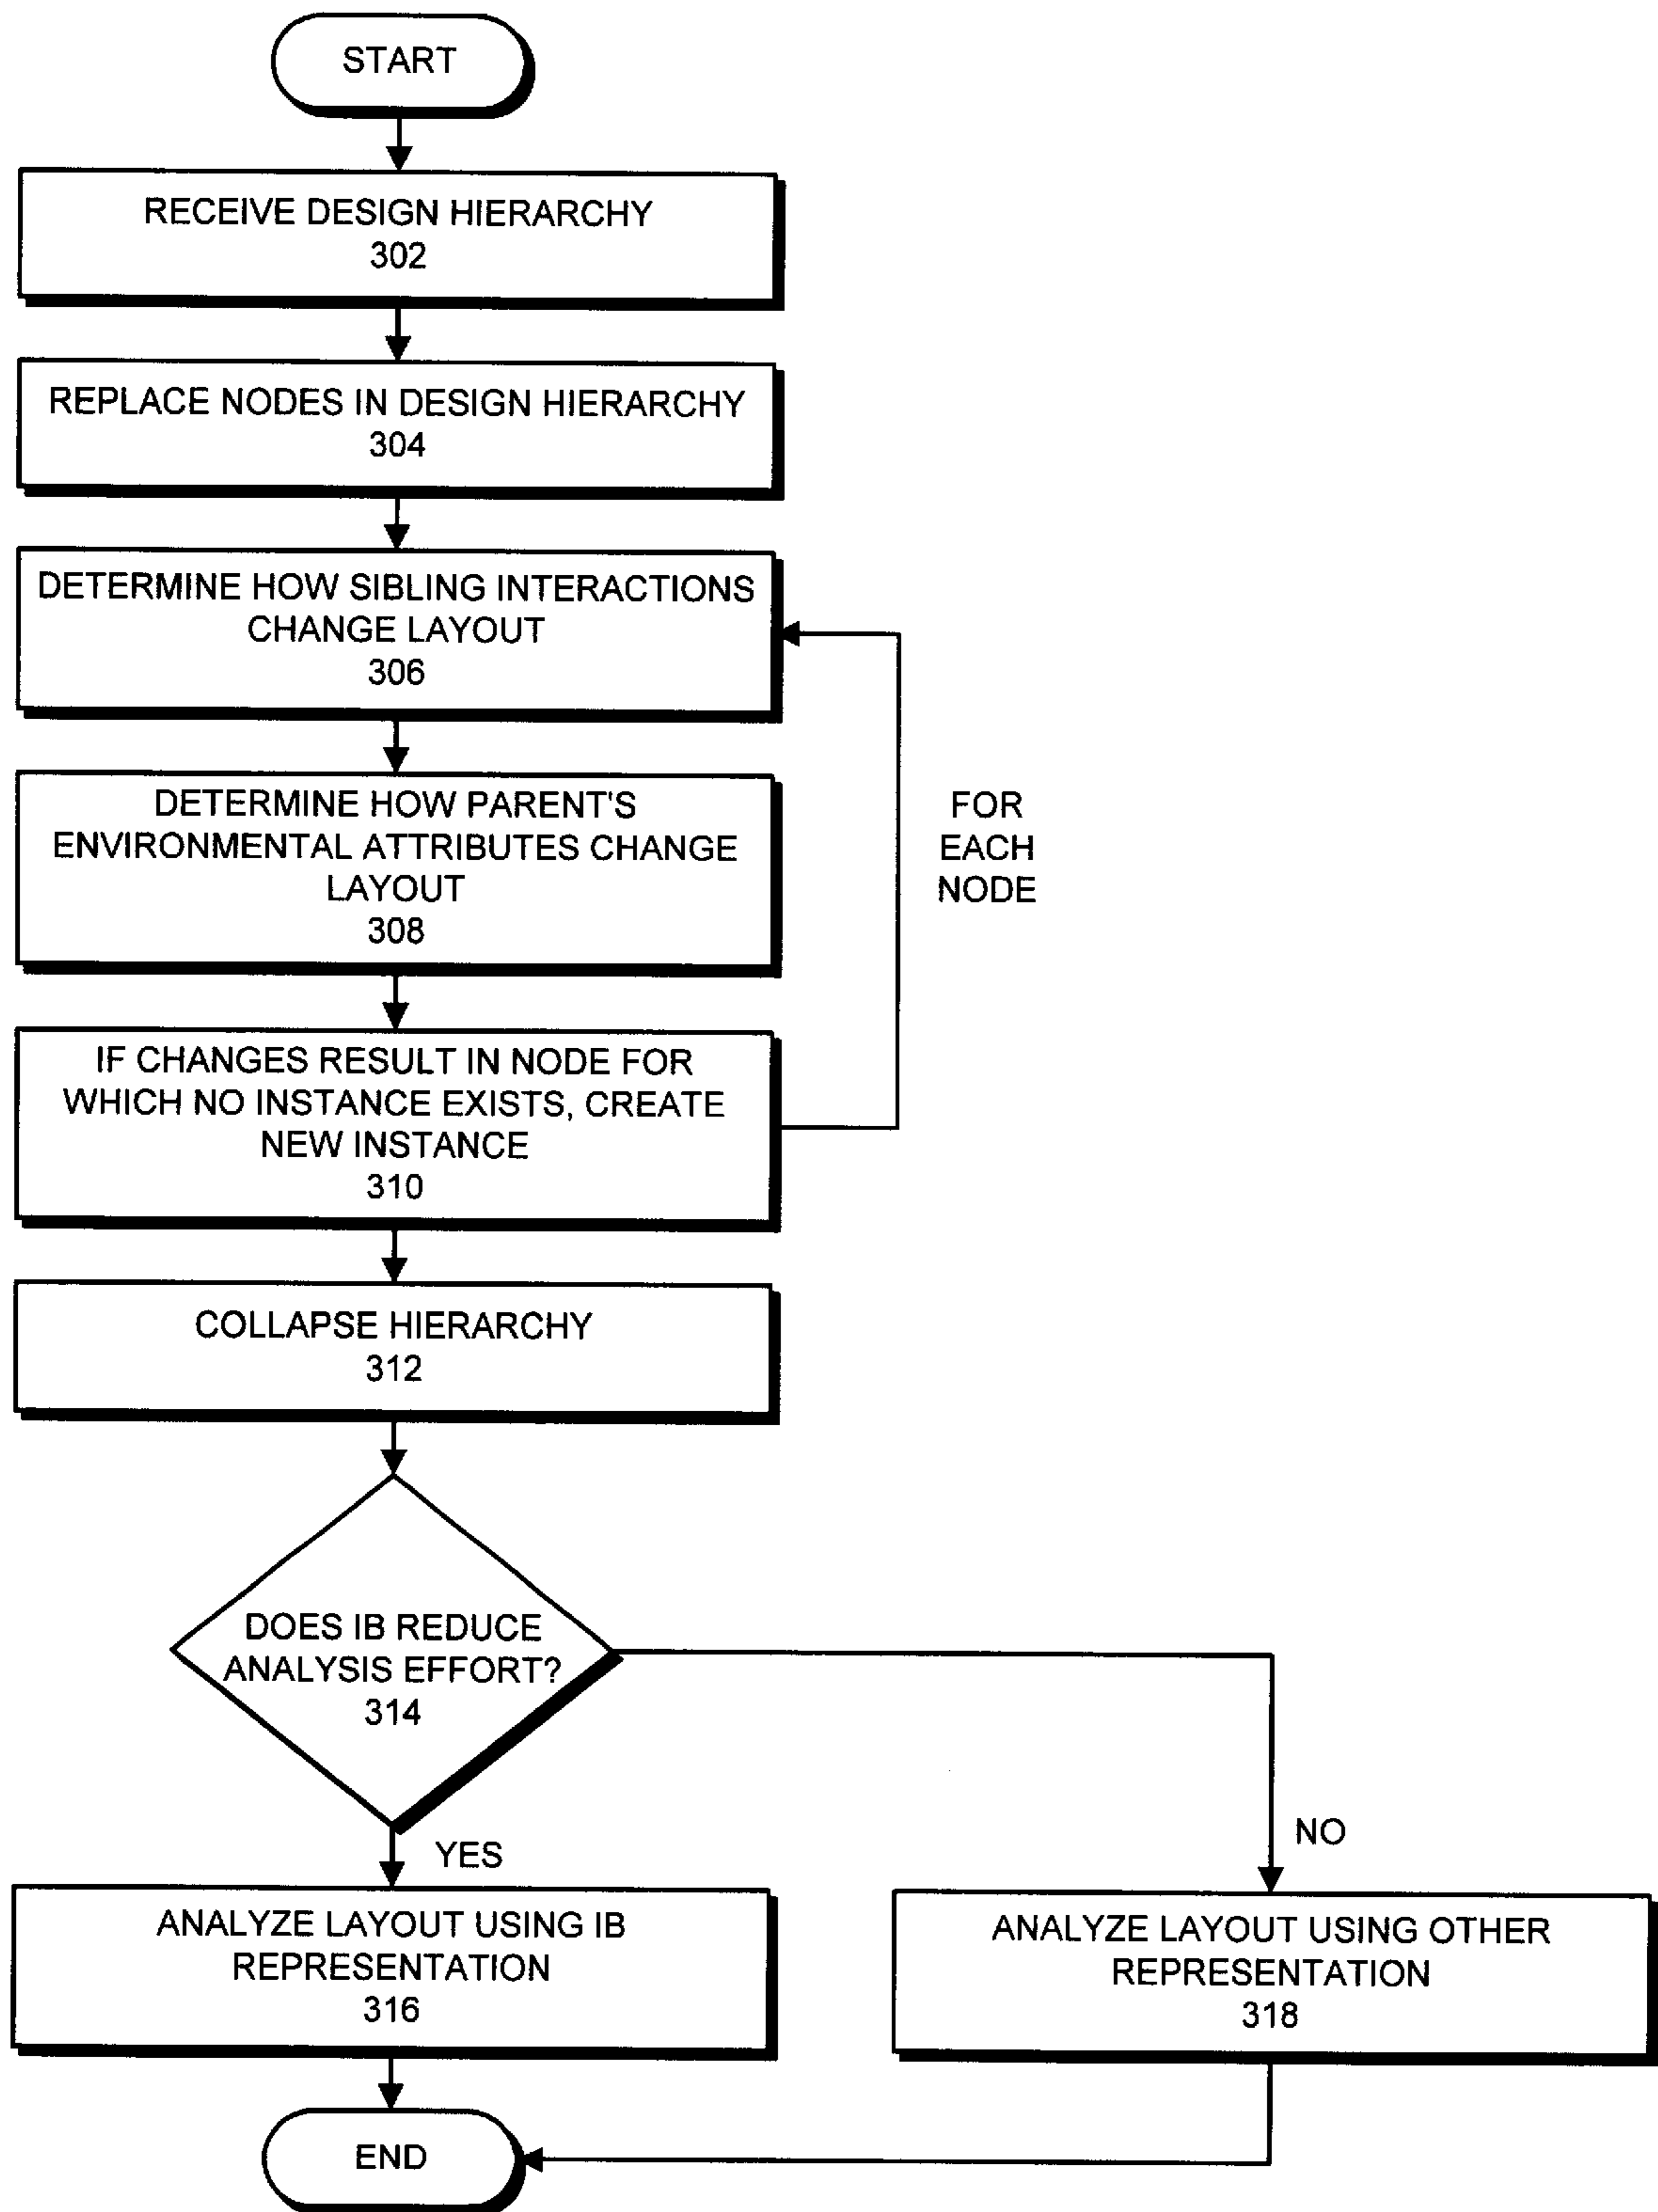 START
RECEIVE DESIGN HIERARCHY
302
REPLACE NODES IN DESIGN HIERARCHY
304
DETERMINE HOW SIBLING INTERACTIONS
CHANGE LAYOUT
306
DETERMINE HOW PARENT'S
ENVIRONMENTAL ATTRIBUTES CHANGE
LAYOUT
308
FOR
EACH
NODE
IF CHANGES RESULT IN NODE FOR
WHICH NO INSTANCE EXISTS, CREATE
NEW INSTANCE
310
COLLAPSE HIERARCHY
312
DOES IB REDUCE
ANALYSIS EFFORT?
314
YES
NO
ANALYZE LAYOUT USING IB
REPRESENTATION
316
ANALYZE LAYOUT USING OTHER
REPRESENTATION
318
END